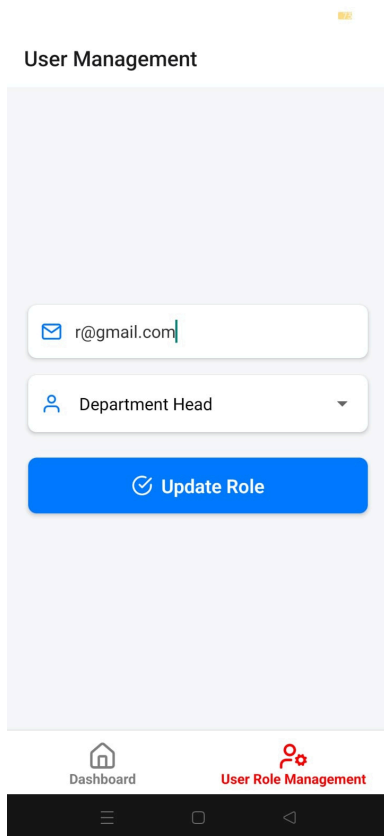 User Management
r@gmail.com
Department Head
Update Role
Dashboard
User Role Management